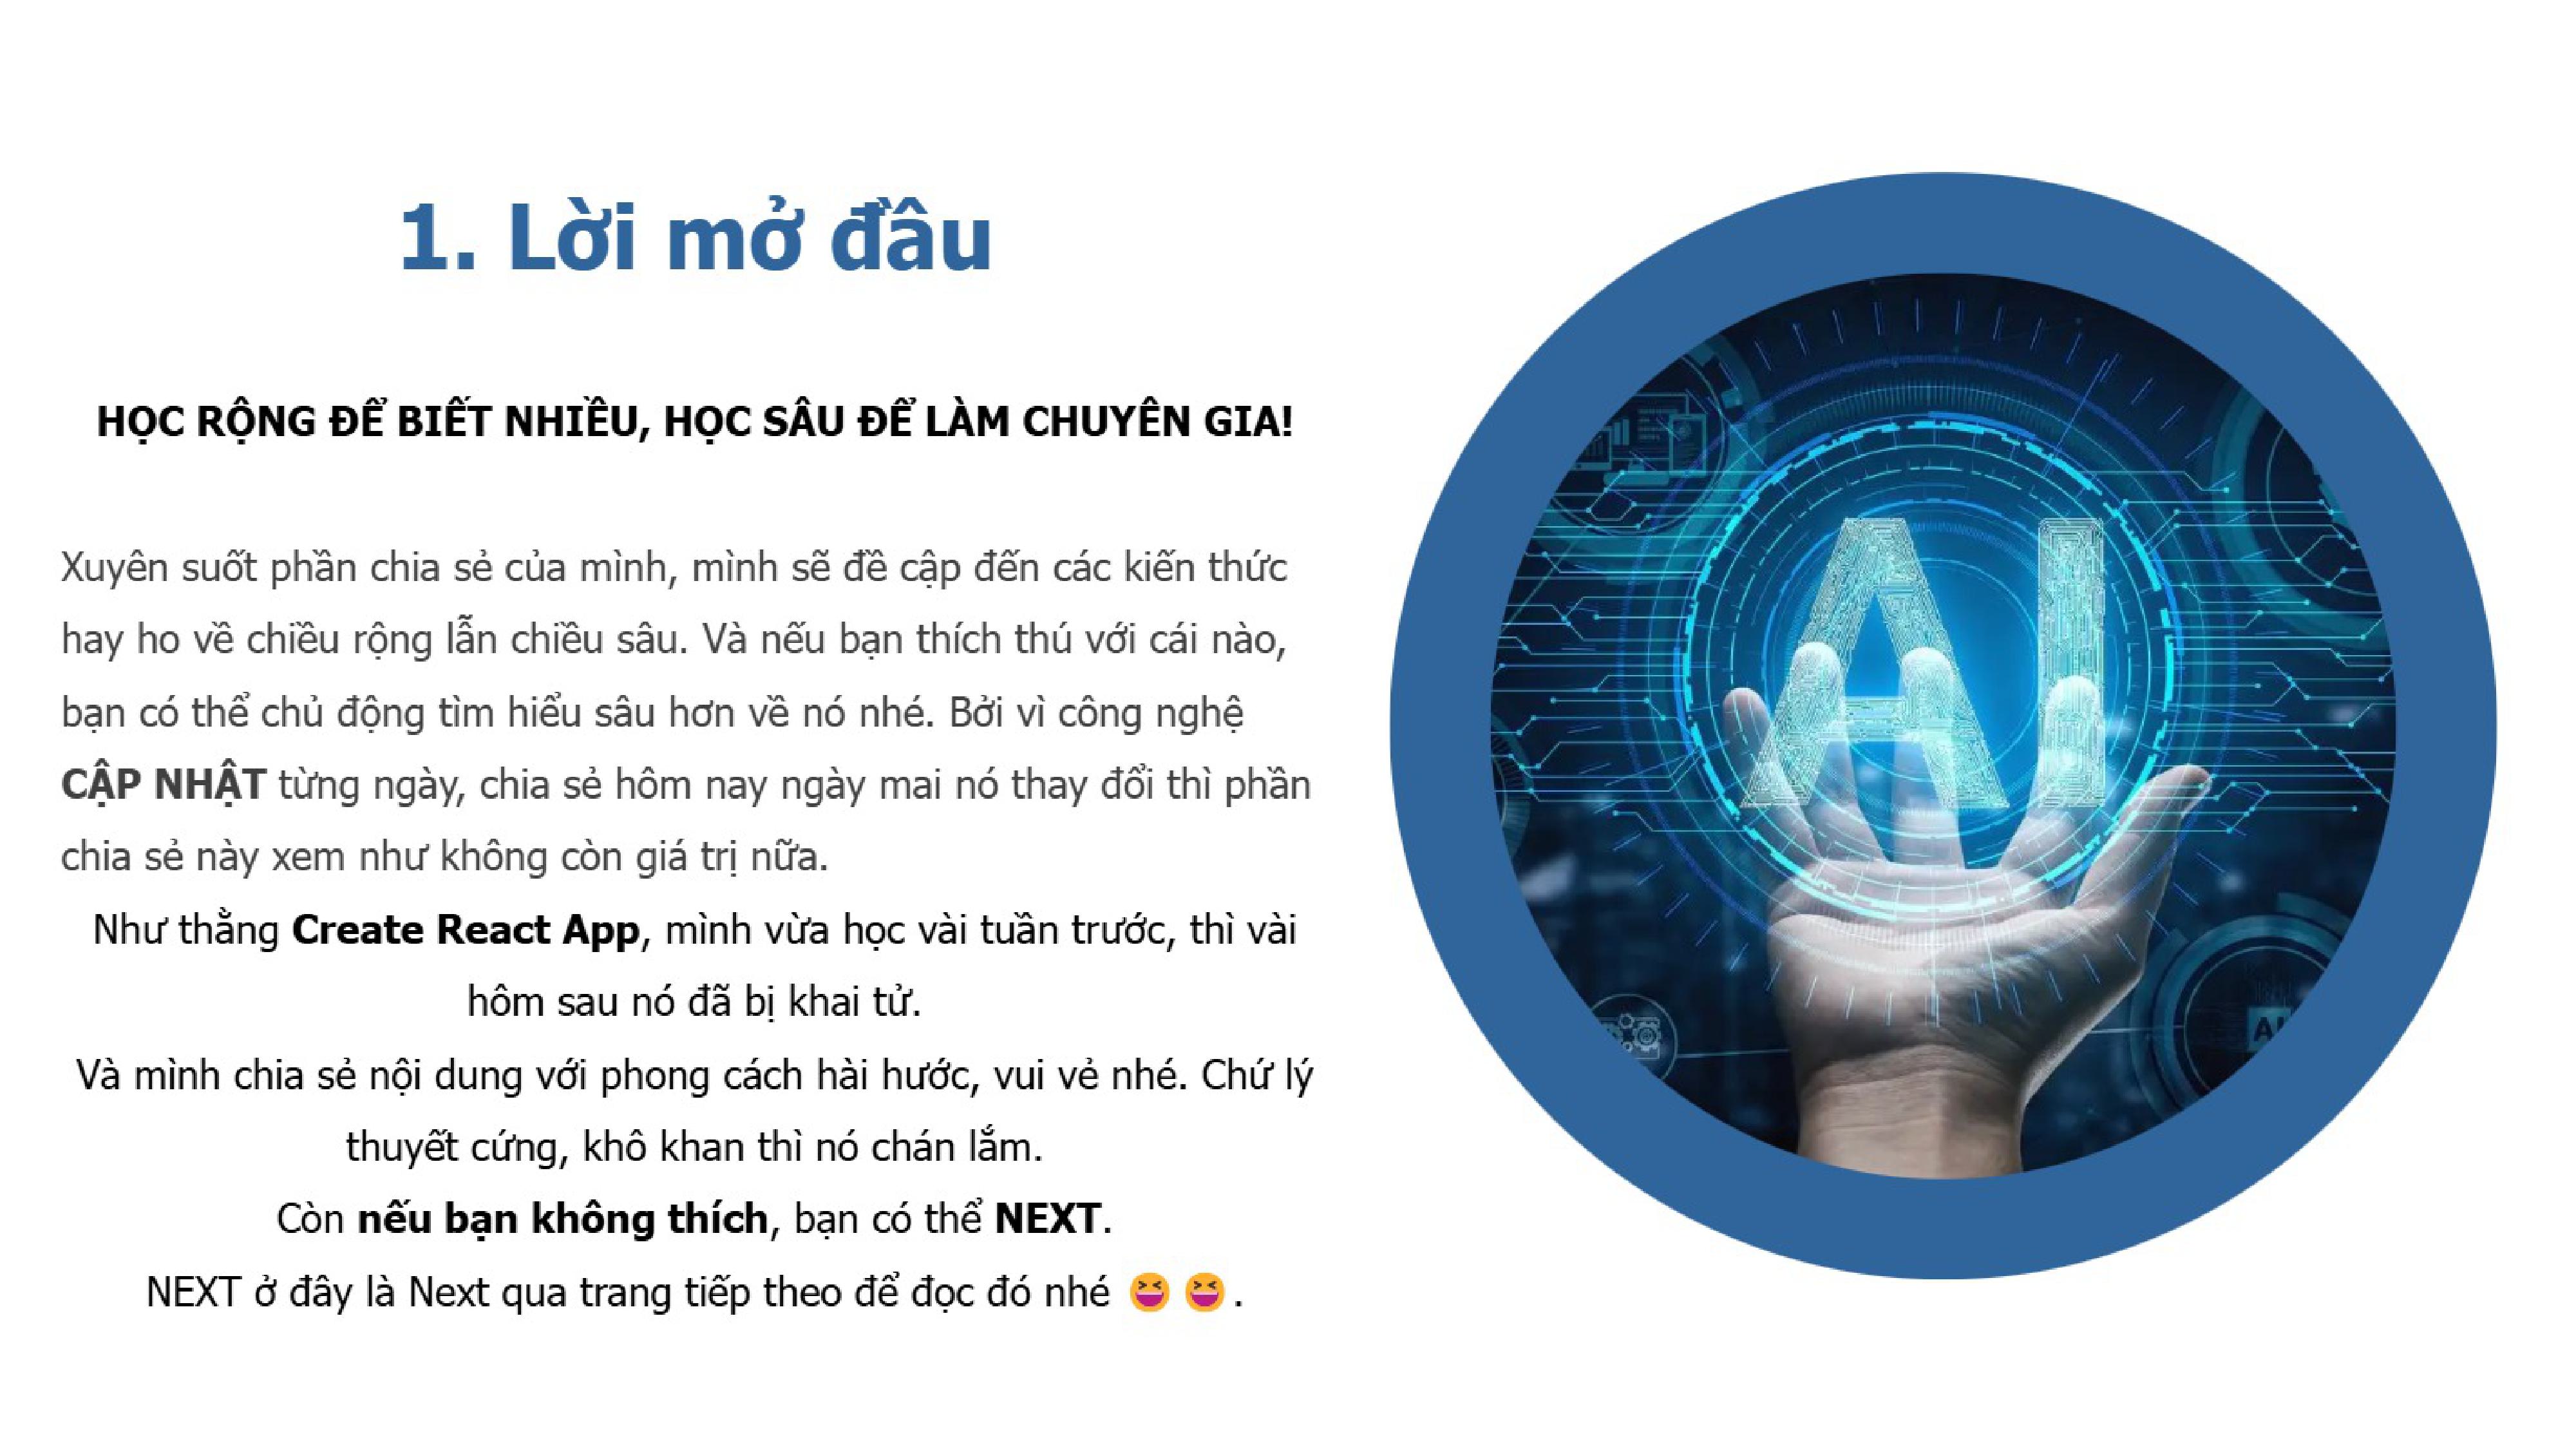 1. Lời mở đầu
HỌC RỘNG ĐỂ BIẾT NHIỀU, HỌC SÂU ĐỂ LÀM CHUYÊN GIA!
Xuyên suốt phần chia sẻ của mình, mình sẽ đề cập đến các kiến thức
hay ho về chiều rộng lẫn chiều sâu. Và nếu bạn thích thú với cái nào,
bạn có thể chủ động tìm hiểu sâu hơn về nó nhé. Bởi vì công nghệ
CẬP NHẬT từng ngày, chia sẻ hôm nay ngày mai nó thay đổi thì phần
chia sẻ này xem như không còn giá trị nữa.
Như thằng Create React App, mình vừa học vài tuần trước, thì vài
hôm sau nó đã bị khai tử.
Và mình chia sẻ nội dung với phong cách hài hước, vui vẻ nhé. Chứ lý
thuyết cứng, khô khan thì nó chán lắm.
Còn nếu bạn không thích, bạn có thể NEXT.
NEXT ở đây là Next qua trang tiếp theo để đọc đó nhé 😆 😆.
AI
AI